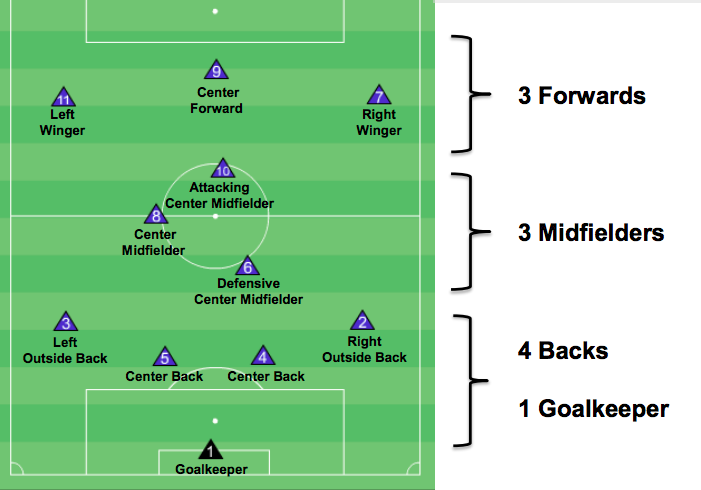 9
Center
Forward
11
Left
Winger
7
Right
Winger
3 Forwards
10
Attacking
Center Midfielder
8
Center
Midfielder
6
Defensive
Center Midfielder
3 Midfielders
3
Left
Outside Back
2
Right
Outside Back
5
Center Back
4
Center Back
4 Backs
1 Goalkeeper
1
Goalkeeper